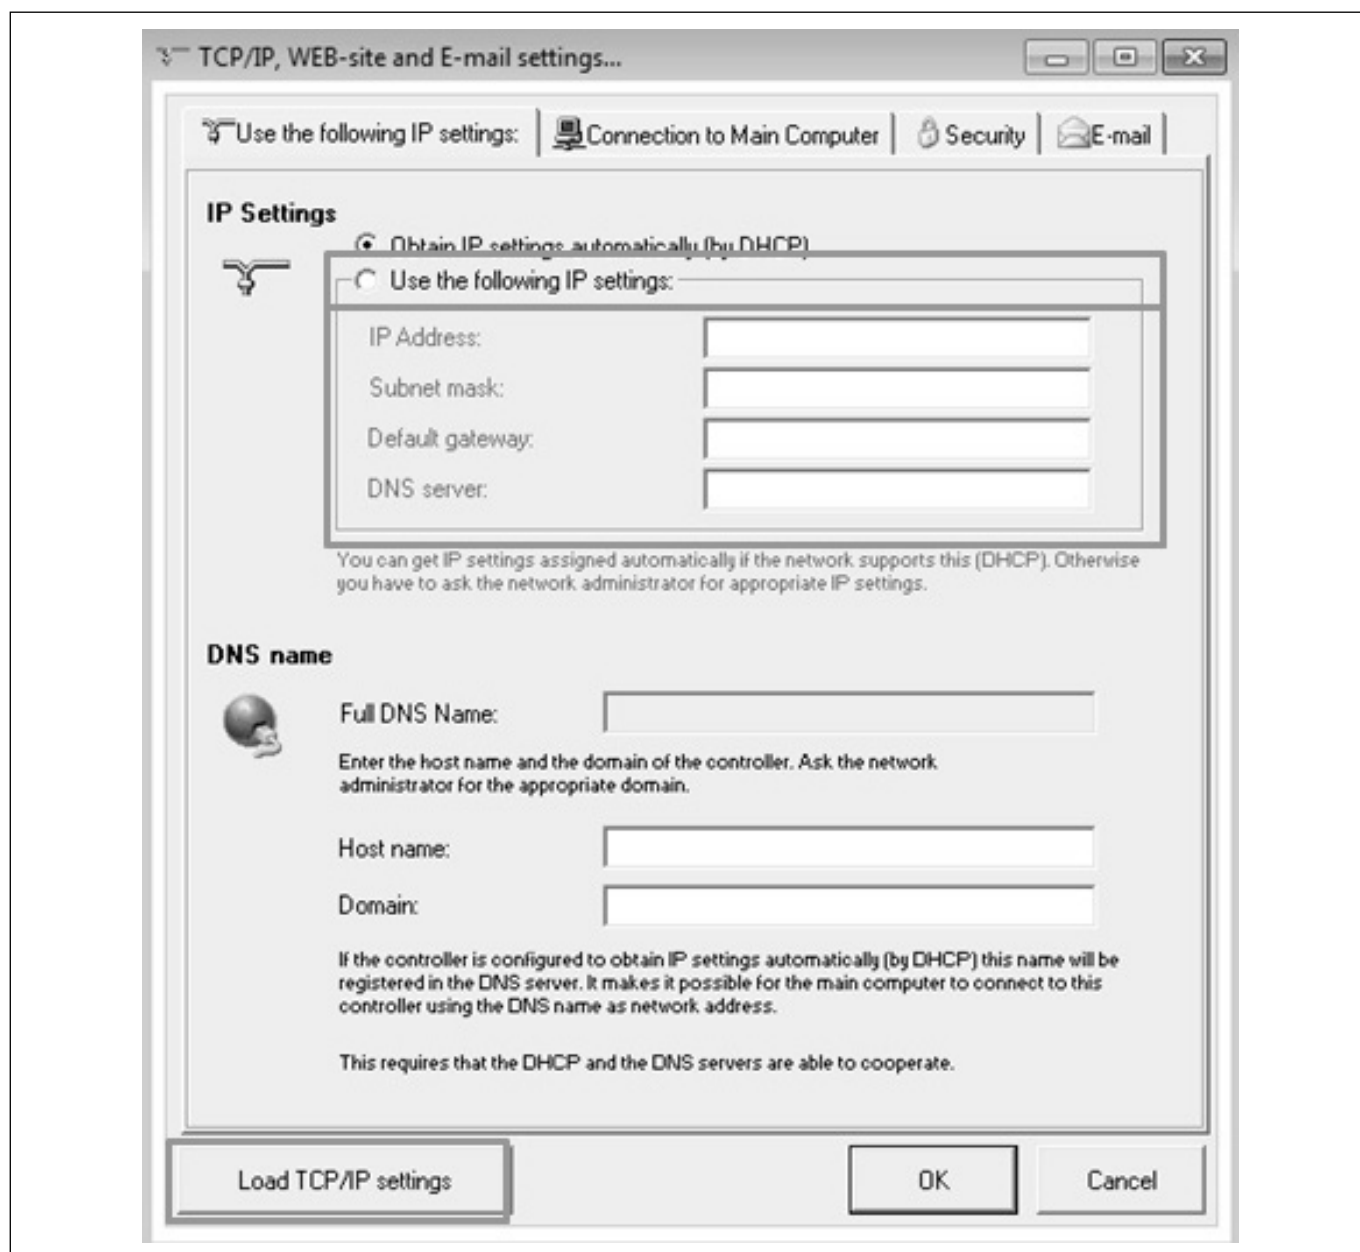 TCP/IP, WEB-site and E-mail settings...
Use the following IP settings: Connection to Main Computer Security E-mail
IP Settings
Obtain IP settings automatically (by DHCP)
Use the following IP settings:
IP Address:
Subnet mask:
Default gateway:
DNS server:
You can get IP settings assigned automatically if the network supports this (DHCP). Otherwise
you have to ask the network administrator for appropriate IP settings.
DNS name
Full DNS Name:
Enter the host name and the domain of the controller. Ask the network
administrator for the appropriate domain.
Host name:
Domain:
If the controller is configured to obtain IP settings automatically (by DHCP) this name will be
registered in the DNS server. It makes it possible for the main computer to connect to this
controller using the DNS name as network address.
This requires that the DHCP and the DNS servers are able to cooperate.
Load TCP/IP settings OK Cancel